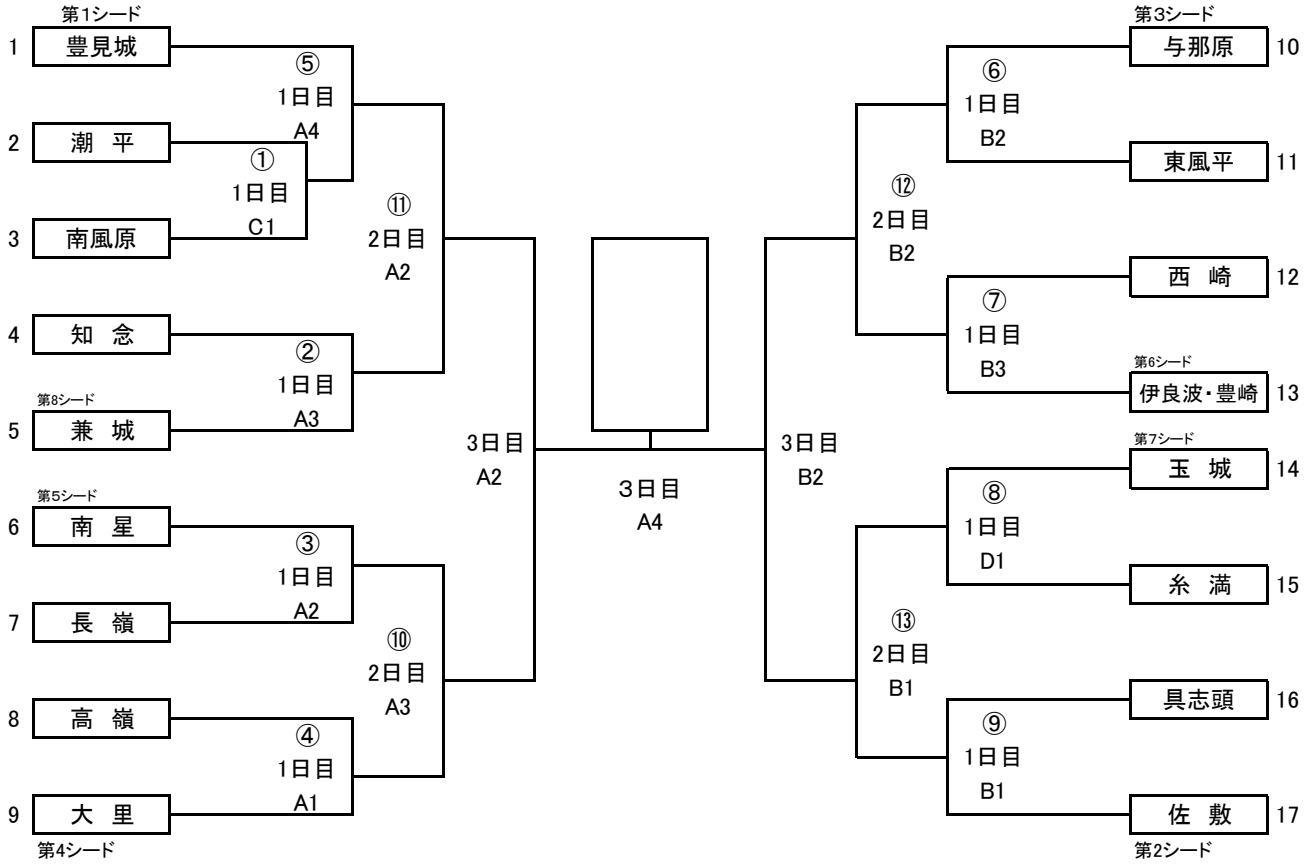 第1シード
1 豊見城
⑤
1日目
A4
2 潮 平
①
1日目
C1
3 南風原
⑪
2日目
A2
4 知 念
②
1日目
A3
第8シード
5 兼 城
3日目
A2
第5シード
6 南 星
③
1日目
A2
7 長 嶺
⑩
2日目
A3
8 高 嶺
④
1日目
A1
9 大 里
第4シード
3日目
A4
第3シード
与那原 10
⑥
1日目
B2
東風平 11
⑫
2日目
B2
西 崎 12
⑦
1日目
B3
第6シード
伊良波・豊崎 13
3日目
B2
第7シード
玉 城 14
⑧
1日目
D1
糸 満 15
⑬
2日目
B1
具志頭 16
⑨
1日目
B1
佐 敷 17
第2シード